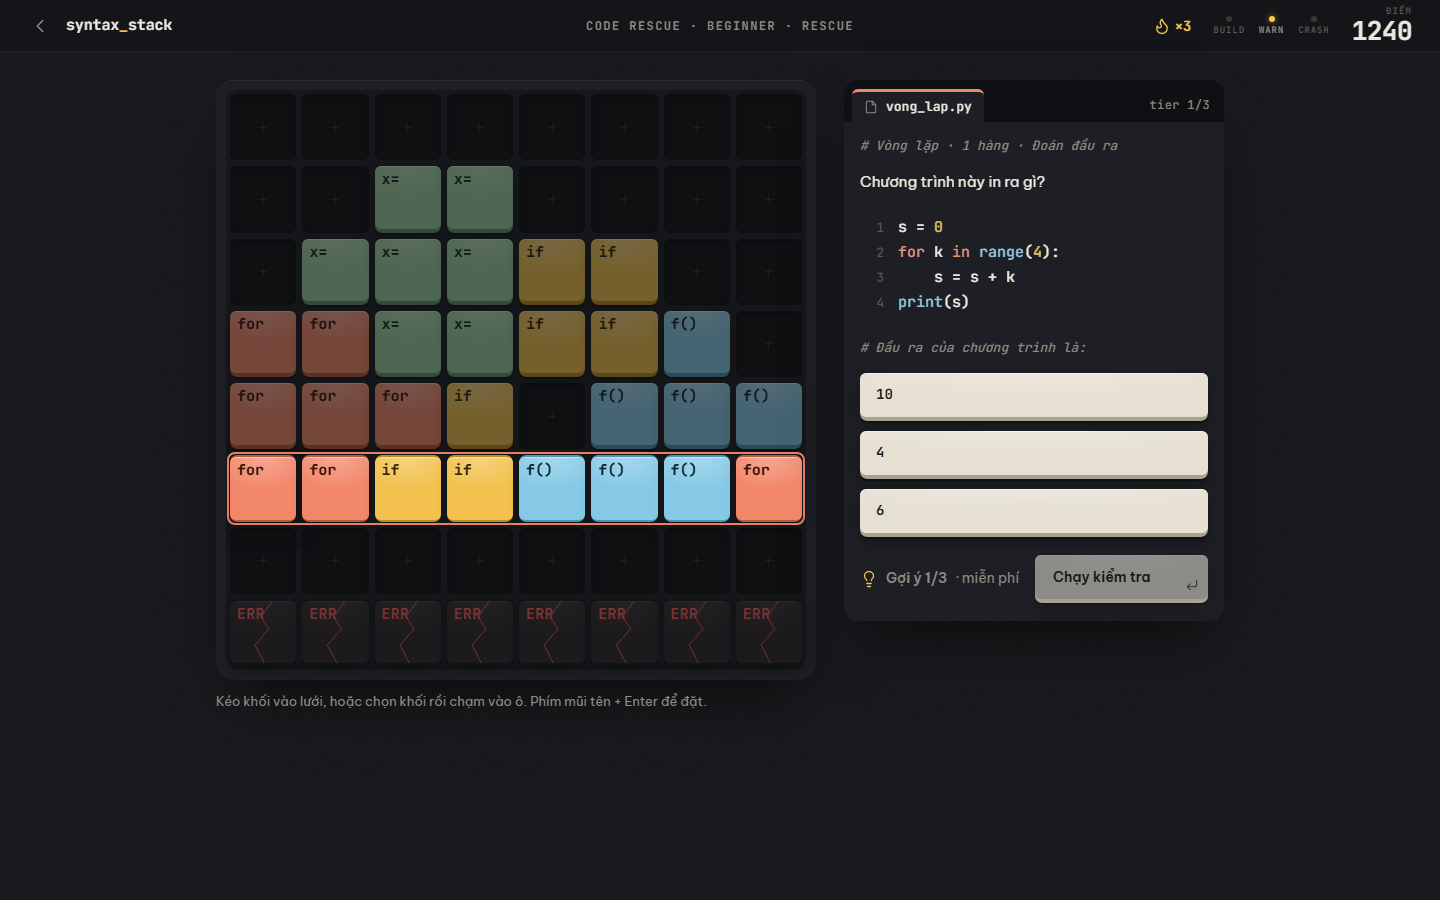 syntax_stack
CODE RESCUE · BEGINNER · RESCUE
×3
BUILD WARN CRASH
ĐIỂM
1240
x= x=
x= x= x= if if
for for x= x= if if f()
for for for if f() f() f()
for for if if f() f() f() for
ERR ERR ERR ERR ERR ERR ERR ERR
Kéo khối vào lưới, hoặc chọn khối rồi chạm vào ô. Phím mũi tên + Enter để đặt.
vong_lap.py
tier 1/3
# Vòng lặp · 1 hàng · Đoán đầu ra
Chương trình này in ra gì?
1 s = 0
2 for k in range(4):
3 s = s + k
4 print(s)
# Đầu ra của chương trình là:
10
4
6
Gợi ý 1/3 · miễn phí
Chạy kiểm tra